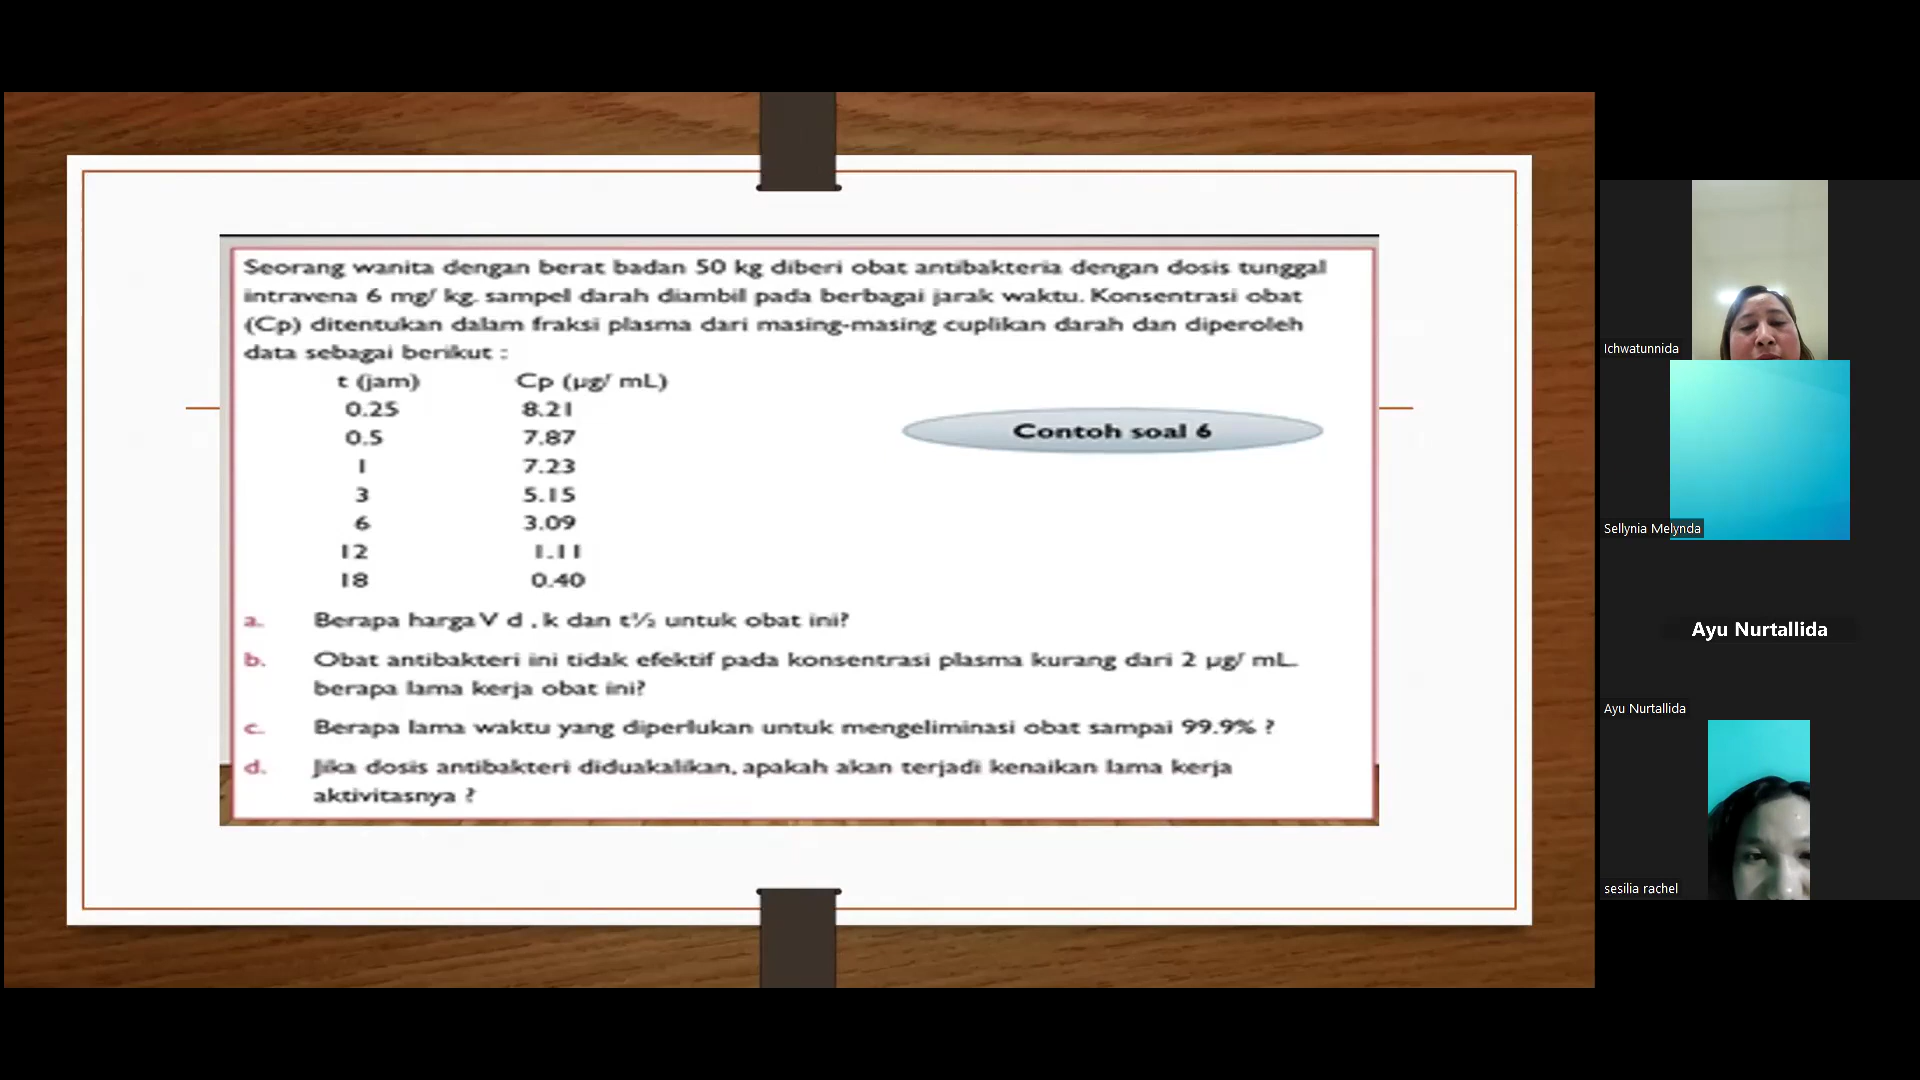 Seorang wanita dengan berat badan 50 kg diberi obat antibakteria dengan dosis tunggal
intravena 6 mg/ kg. sampel darah diambil pada berbagai jarak waktu. Konsentrasi obat
(Cp) ditentukan dalam fraksi plasma dari masing-masing cuplikan darah dan diperoleh
data sebagai berikut :
t (jam) Cp (µg/ mL)
0.25 8.21
0.5 7.87
1 7.23
3 5.15
6 3.09
12 1.11
18 0.40
Contoh soal 6
a. Berapa harga V d , k dan t½ untuk obat ini?
b. Obat antibakteri ini tidak efektif pada konsentrasi plasma kurang dari 2 µg/ mL.
berapa lama kerja obat ini?
c. Berapa lama waktu yang diperlukan untuk mengeliminasi obat sampai 99.9% ?
d. Jika dosis antibakteri diduakalikan, apakah akan terjadi kenaikan lama kerja
aktivitasnya ?
Ichwatunnida
Sellynia Melynda
Ayu Nurtallida
Ayu Nurtallida
sesilia rachel